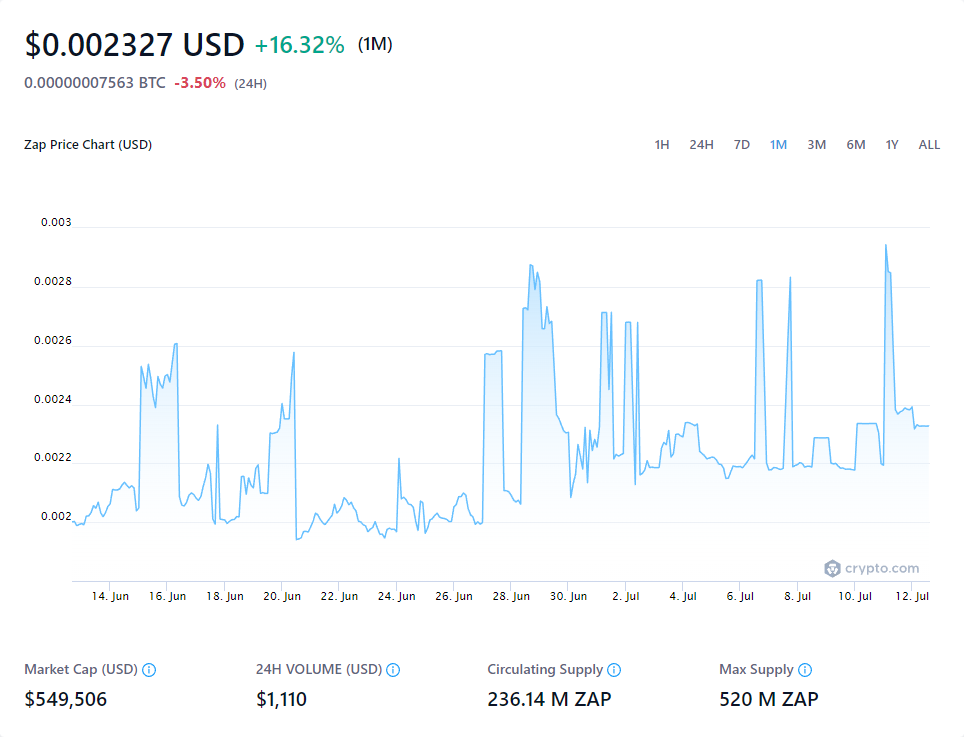 $0.002327 USD +16.32% (1M)
0.00000007563 BTC -3.50% (24H)
Zap Price Chart (USD) 1H 24H 7D 1M 3M 6M 1Y ALL
0.003
0.0028
0.0026
0.0024
0.0022
0.002
crypto.com
14. Jun 16. Jun 18. Jun 20. Jun 22. Jun 24. Jun 26. Jun 28. Jun 30. Jun 2. Jul 4. Jul 6. Jul 8. Jul 10. Jul 12. Jul
Market Cap (USD) 24H VOLUME (USD) Circulating Supply Max Supply
$549,506 $1,110 236.14 M ZAP 520 M ZAP